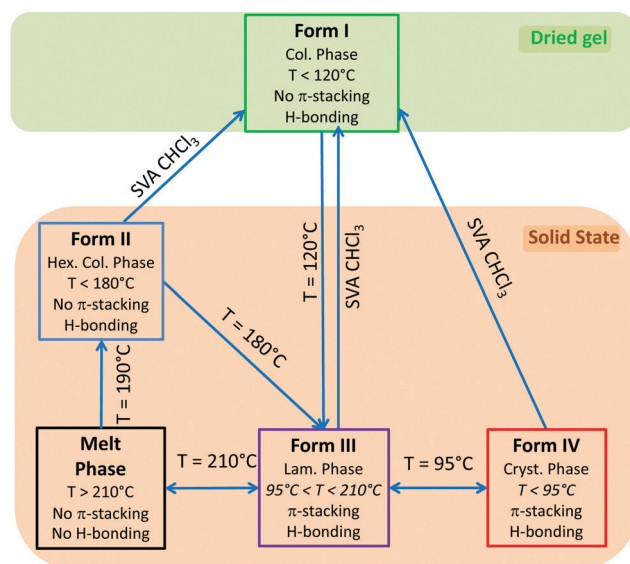 Form I
Col. Phase
T < 120°C
No π-stacking
H-bonding
Dried gel
SVA CHCl₃
T = 120°C
SVA CHCl₃
SVA CHCl₃
Solid State
Form II
Hex. Col. Phase
T < 180°C
No π-stacking
H-bonding
T = 180°C
T = 190°C
Melt
Phase
T > 210°C
No π-stacking
No H-bonding
T = 210°C
Form III
Lam. Phase
95°C < T < 210°C
π-stacking
H-bonding
T = 95°C
Form IV
Cryst. Phase
T < 95°C
π-stacking
H-bonding